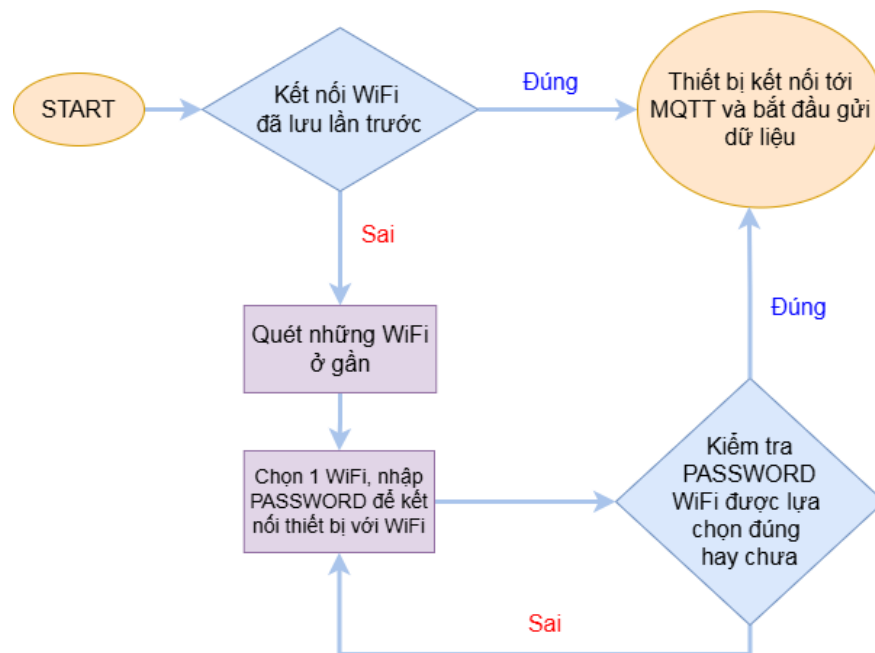 START
Kết nối WiFi
đã lưu lần trước
Đúng
Thiết bị kết nối tới
MQTT và bắt đầu gửi
dữ liệu
Sai
Quét những WiFi
ở gần
Chọn 1 WiFi, nhập
PASSWORD để kết
nối thiết bị với WiFi
Kiểm tra
PASSWORD
WiFi được lựa
chọn đúng
hay chưa
Đúng
Sai